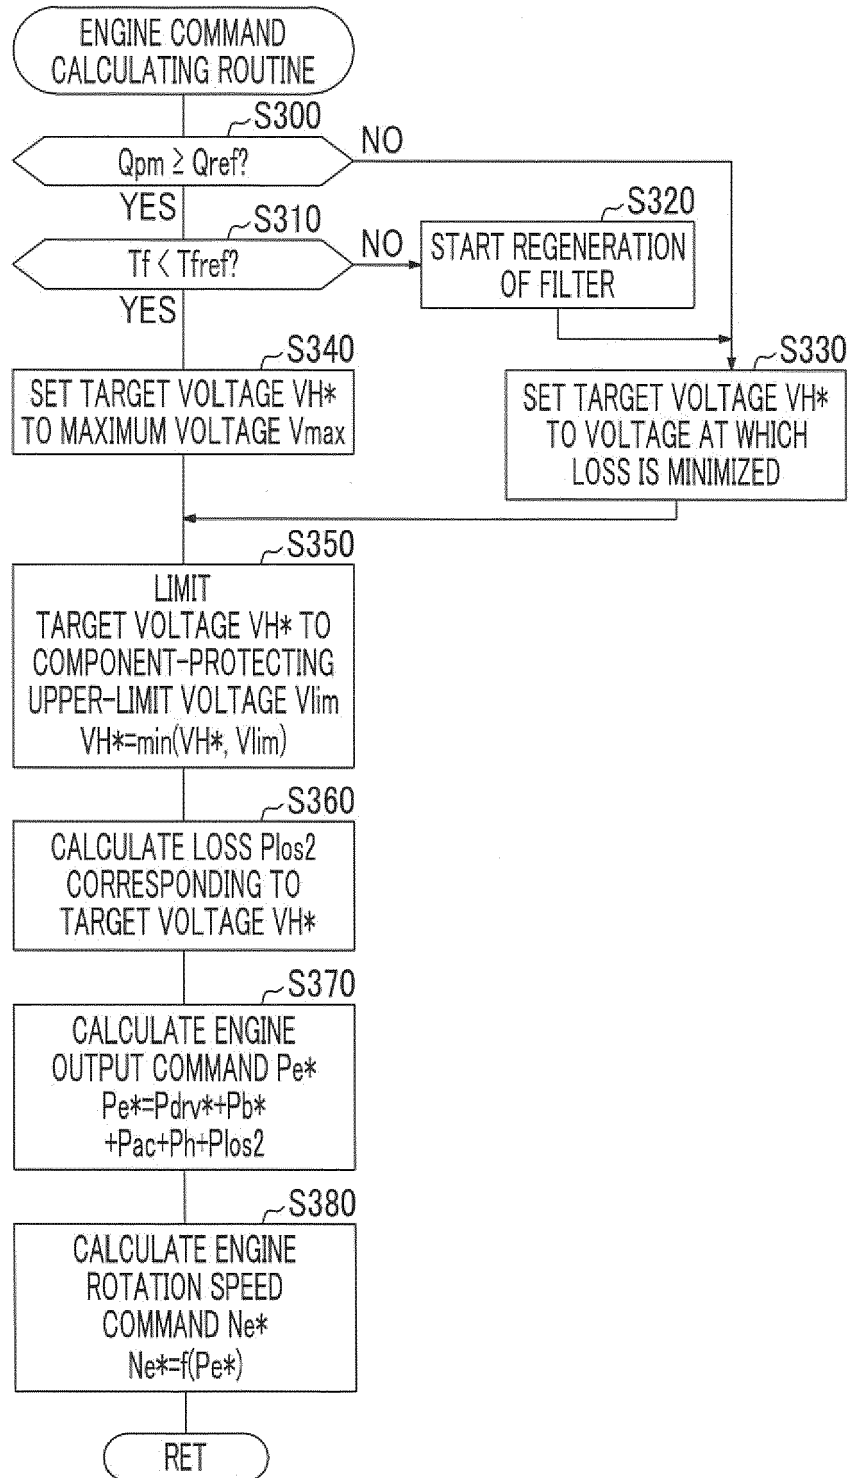 ENGINE COMMAND
CALCULATING ROUTINE
S300
Qpm ≥ Qref?
NO
YES
S310
Tf < Tfref?
NO
YES
S320
START REGENERATION
OF FILTER
S340
SET TARGET VOLTAGE VH*
TO MAXIMUM VOLTAGE Vmax
S330
SET TARGET VOLTAGE VH*
TO VOLTAGE AT WHICH
LOSS IS MINIMIZED
S350
LIMIT
TARGET VOLTAGE VH* TO
COMPONENT-PROTECTING
UPPER-LIMIT VOLTAGE Vlim
VH*=min(VH*, Vlim)
S360
CALCULATE LOSS Plos2
CORRESPONDING TO
TARGET VOLTAGE VH*
S370
CALCULATE ENGINE
OUTPUT COMMAND Pe*
Pe*=Pdrv*+Pb*
+Pac+Ph+Plos2
S380
CALCULATE ENGINE
ROTATION SPEED
COMMAND Ne*
Ne*=f(Pe*)
RET